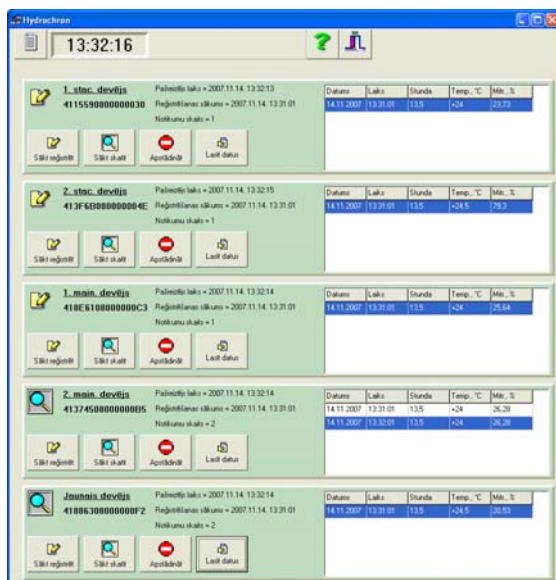 Hydrochron
13:32:16
1. stac. devējs
4115590000000030
Pašreizējs laiks = 2007.11.14. 13:32:13
Reģistrēšanas sākums = 2007.11.14. 13:31:01
Notikumu skaits = 1
Sākt reģistrēt Sākt skatīt Apstādināt Lasīt datus
Datums Laiks Stunda Temp., °C Mitr., %
14.11.2007 13:31:01 13,5 +24 23,73
2. stac. devējs
413F6B000000004E
Pašreizējs laiks = 2007.11.14. 13:32:15
Reģistrēšanas sākums = 2007.11.14. 13:31:01
Notikumu skaits = 1
Sākt reģistrēt Sākt skatīt Apstādināt Lasīt datus
Datums Laiks Stunda Temp., °C Mitr., %
14.11.2007 13:31:01 13,5 +24,5 79,3
1. main. devējs
418E6100000000C3
Pašreizējs laiks = 2007.11.14. 13:32:14
Reģistrēšanas sākums = 2007.11.14. 13:31:01
Notikumu skaits = 1
Sākt reģistrēt Sākt skatīt Apstādināt Lasīt datus
Datums Laiks Stunda Temp., °C Mitr., %
14.11.2007 13:31:01 13,5 +24 25,64
2. main. devējs
41374500000000B5
Pašreizējs laiks = 2007.11.14. 13:32:14
Reģistrēšanas sākums = 2007.11.14. 13:31:01
Notikumu skaits = 2
Sākt reģistrēt Sākt skatīt Apstādināt Lasīt datus
Datums Laiks Stunda Temp., °C Mitr., %
14.11.2007 13:31:01 13,5 +24 26,28
14.11.2007 13:32:01 13,5 +24 26,28
Jaunais devējs
41086300000000F2
Pašreizējs laiks = 2007.11.14. 13:32:14
Reģistrēšanas sākums = 2007.11.14. 13:31:01
Notikumu skaits = 2
Sākt reģistrēt Sākt skatīt Apstādināt Lasīt datus
Datums Laiks Stunda Temp., °C Mitr., %
14.11.2007 13:31:01 13,5 +24,5 20,53